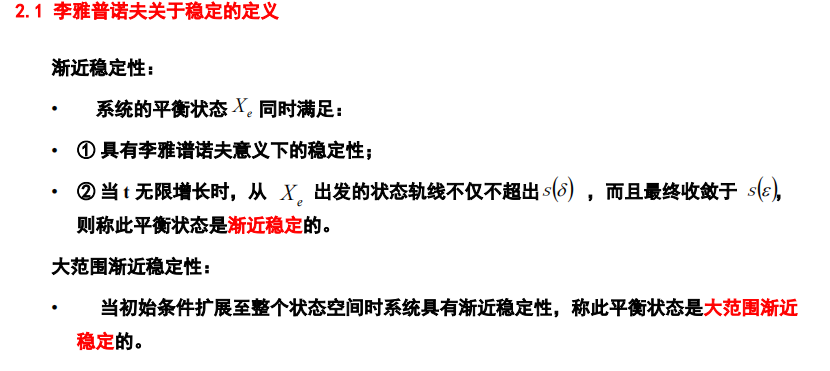 2.1 李雅普诺夫关于稳定的定义
渐近稳定性：
• 系统的平衡状态 Xe 同时满足：
• ① 具有李雅谱诺夫意义下的稳定性；
• ② 当 t 无限增长时，从 Xe 出发的状态轨线不仅不超出 s(δ) ，而且最终收敛于 s(ε),
则称此平衡状态是渐近稳定的。
大范围渐近稳定性：
• 当初始条件扩展至整个状态空间时系统具有渐近稳定性，称此平衡状态是大范围渐近
稳定的。